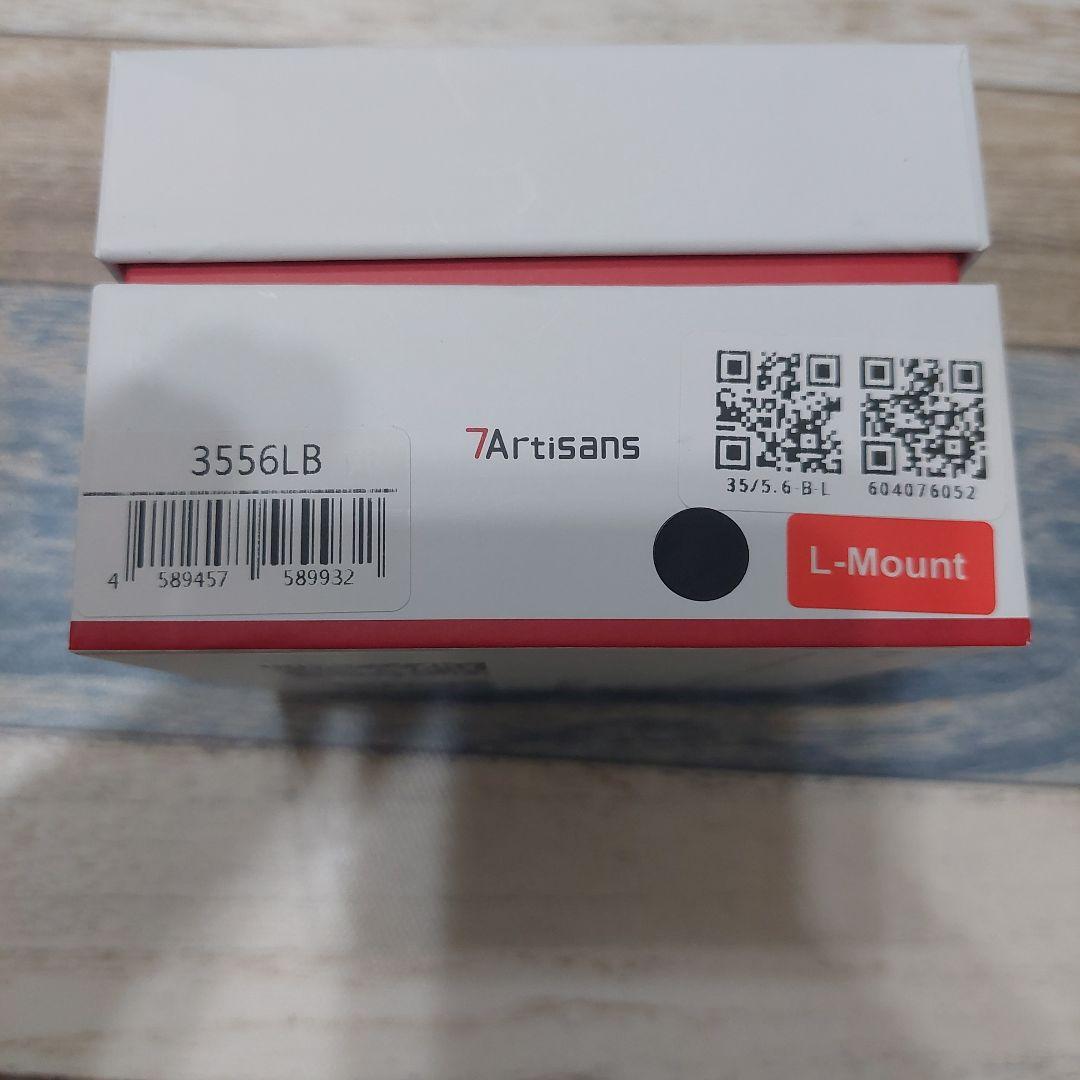 3556LB
4 589457 589932
7Artisans
35/5.6-B-L
604076052
L-Mount